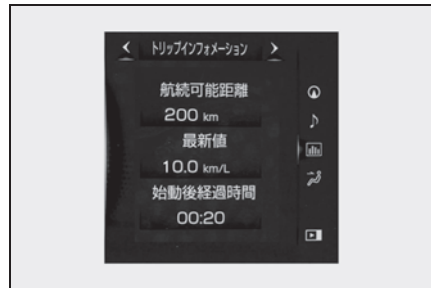 トリップインフォメーション
航続可能距離
200 km
最新値
10.0 km/L
始動後経過時間
00:20